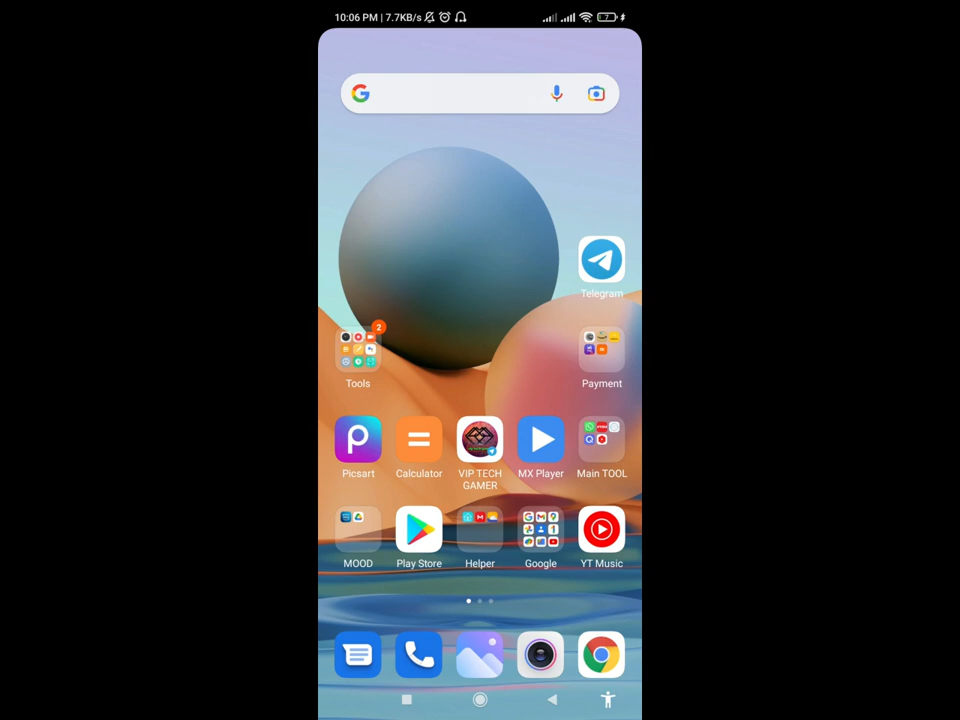 10:06 PM | 7.7KB/s
7
Telegram
2
Tools
Payment
Picsart
Calculator
VIP TECH
GAMER
MX Player
Main TOOL
MOOD
Play Store
Helper
Google
YT Music